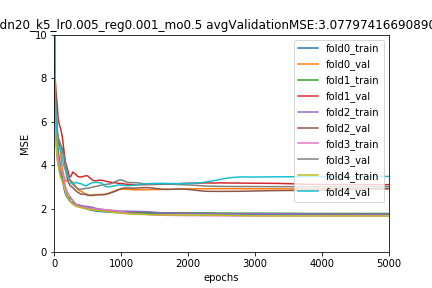 dn20_k5_lr0.005_reg0.001_mo0.5 avgValidationMSE:3.0779741669089
10
8
6
4
2
0
MSE
0
1000
2000
3000
4000
5000
epochs
fold0_train
fold0_val
fold1_train
fold1_val
fold2_train
fold2_val
fold3_train
fold3_val
fold4_train
fold4_val